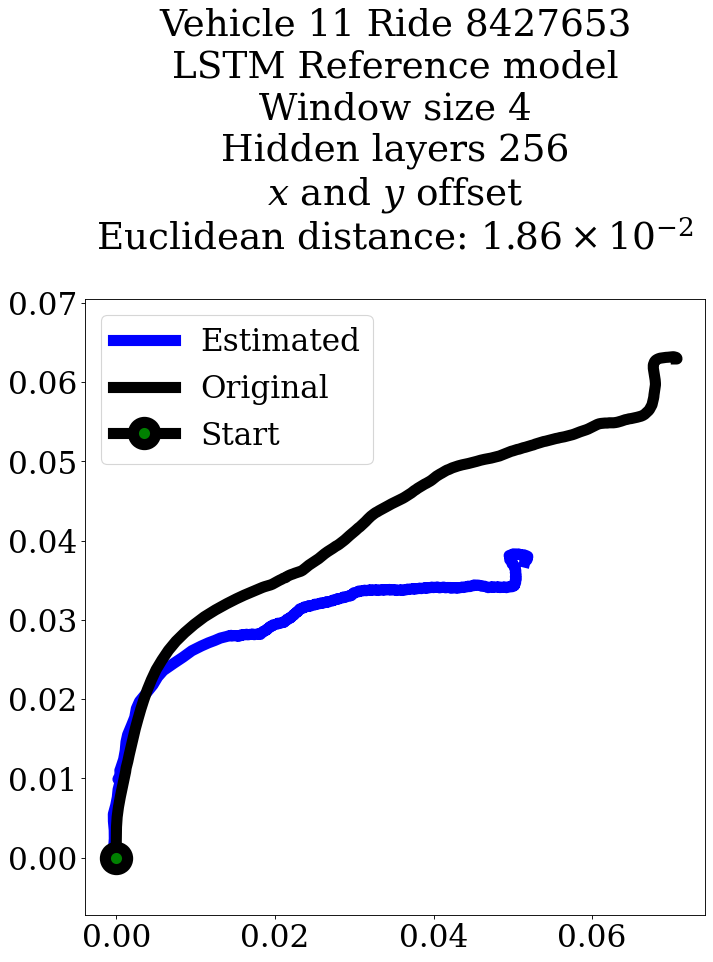 Vehicle 11 Ride 8427653
LSTM Reference model
Window size 4
Hidden layers 256
x and y offset
Euclidean distance: 1.86 × 10⁻²
0.07
0.06
0.05
0.04
0.03
0.02
0.01
0.00
Estimated
Original
Start
0.00 0.02 0.04 0.06